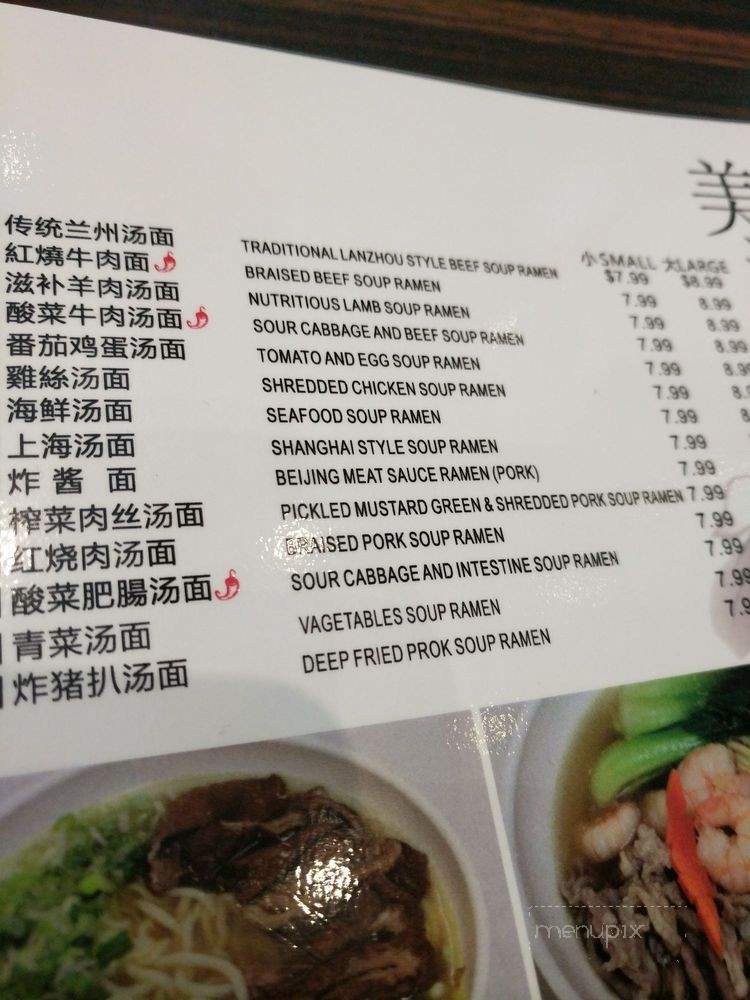 美
小SMALL 大LARGE
传统兰州汤面 TRADITIONAL LANZHOU STYLE BEEF SOUP RAMEN $7.99 $8.99
紅燒牛肉面 BRAISED BEEF SOUP RAMEN 7.99 8.99
滋补羊肉汤面 NUTRITIOUS LAMB SOUP RAMEN 7.99 8.99
酸菜牛肉汤面 SOUR CABBAGE AND BEEF SOUP RAMEN 7.99 8.99
番茄鸡蛋汤面 TOMATO AND EGG SOUP RAMEN 7.99 8.9
雞絲汤面 SHREDDED CHICKEN SOUP RAMEN 7.99 8.
海鲜汤面 SEAFOOD SOUP RAMEN 7.99 8
上海汤面 SHANGHAI STYLE SOUP RAMEN 7.99
炸 酱 面 BEIJING MEAT SAUCE RAMEN (PORK) 7.99
榨菜肉丝汤面 PICKLED MUSTARD GREEN & SHREDDED PORK SOUP RAMEN 7.99
红烧肉汤面 BRAISED PORK SOUP RAMEN 7.99
酸菜肥腸汤面 SOUR CABBAGE AND INTESTINE SOUP RAMEN 7.99
青菜汤面 VAGETABLES SOUP RAMEN 7.99
炸猪扒汤面 DEEP FRIED PROK SOUP RAMEN 7.9
menupix